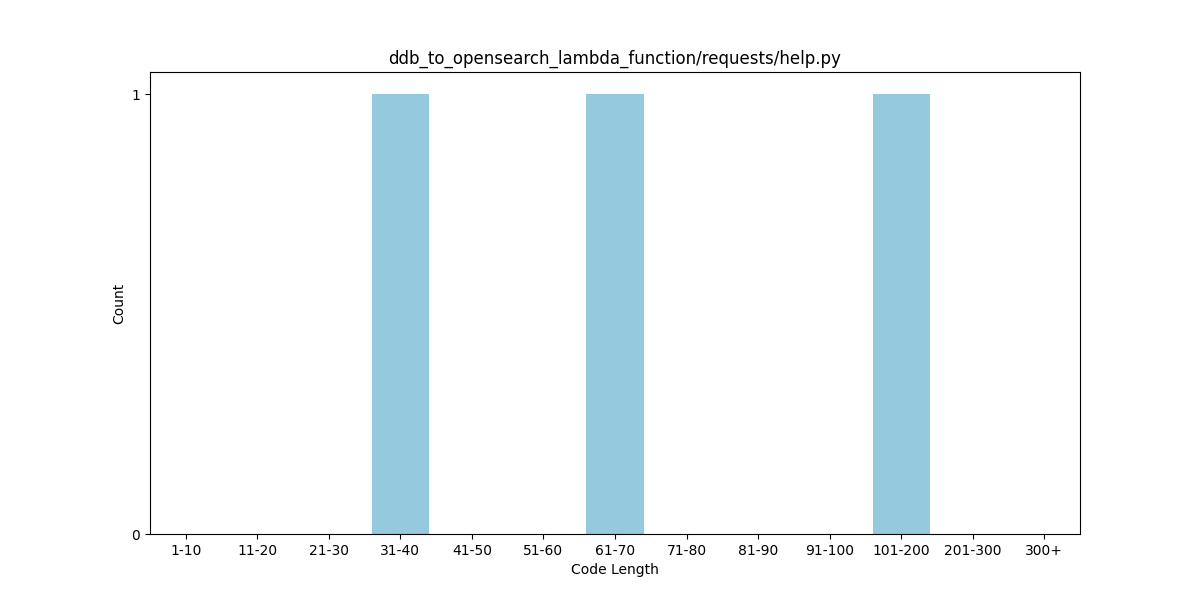 ddb_to_opensearch_lambda_function/requests/help.py
1
Count
0
1-10 11-20 21-30 31-40 41-50 51-60 61-70 71-80 81-90 91-100 101-200 201-300 300+
Code Length